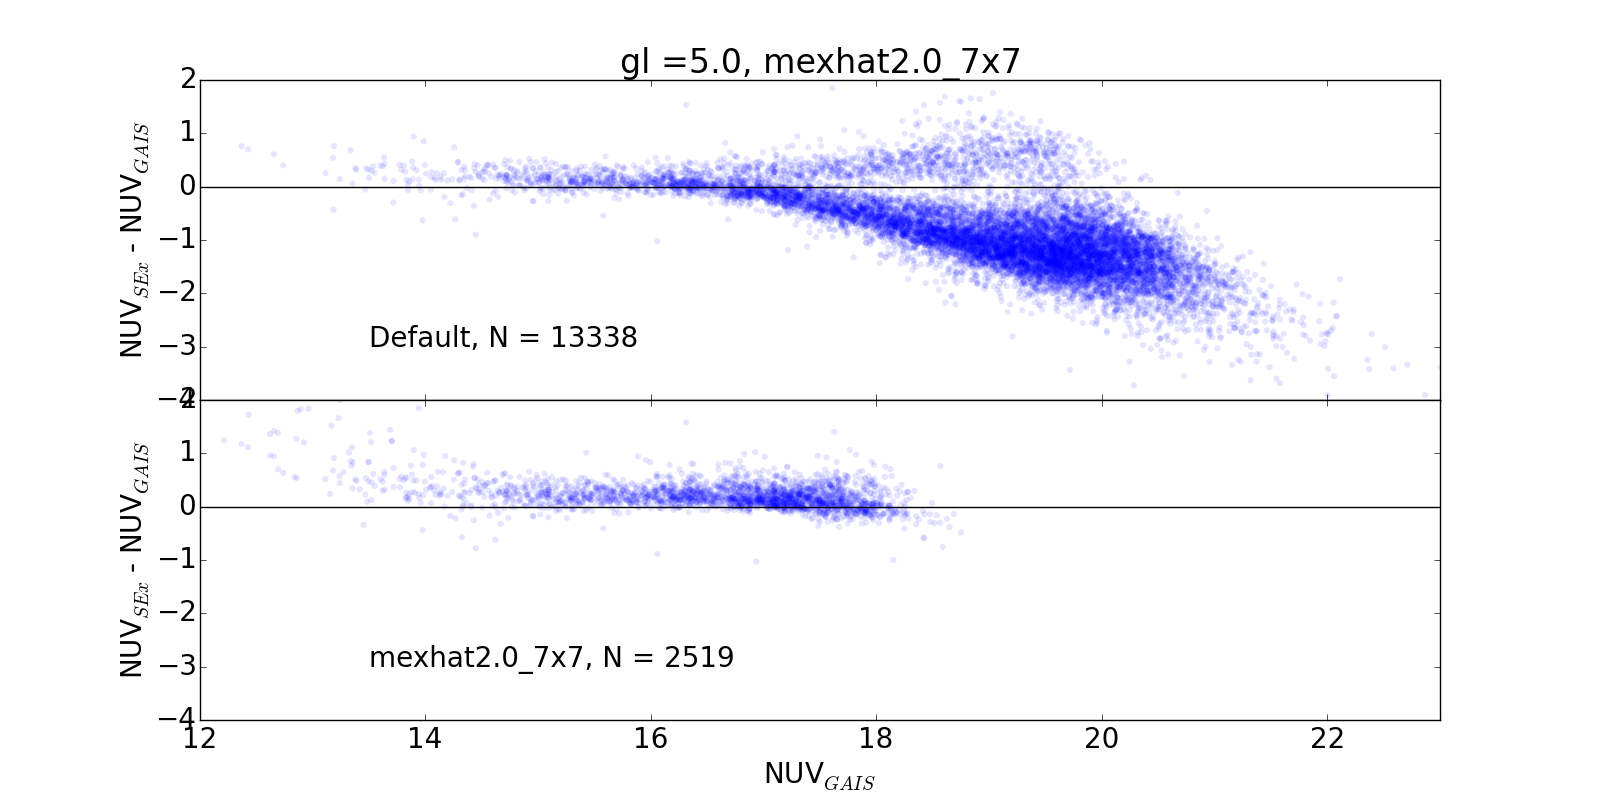 gl =5.0, mexhat2.0_7x7
2
1
0
−1
−2
−3
−4
NUV_SEx - NUV_GAIS
Default, N = 13338
2
1
0
−1
−2
−3
−4
NUV_SEx - NUV_GAIS
mexhat2.0_7x7, N = 2519
12 14 16 18 20 22
NUV_GAIS